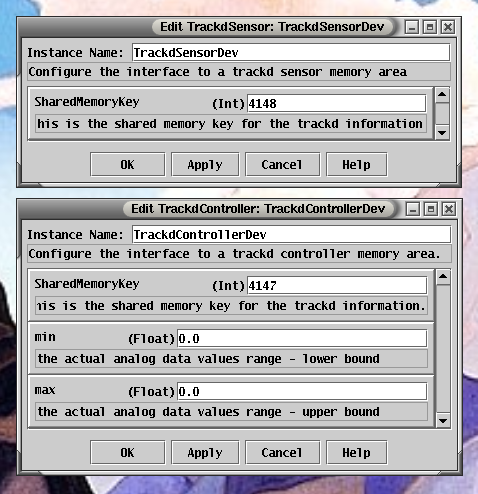 Edit TrackdSensor: TrackdSensorDev
Instance Name: TrackdSensorDev
Configure the interface to a trackd sensor memory area
SharedMemoryKey (Int) 4148
his is the shared memory key for the trackd information
OK Apply Cancel Help
Edit TrackdController: TrackdControllerDev
Instance Name: TrackdControllerDev
Configure the interface to a trackd controller memory area.
SharedMemoryKey (Int) 4147
his is the shared memory key for the trackd information.
min (Float) 0.0
the actual analog data values range - lower bound
max (Float) 0.0
the actual analog data values range - upper bound
OK Apply Cancel Help